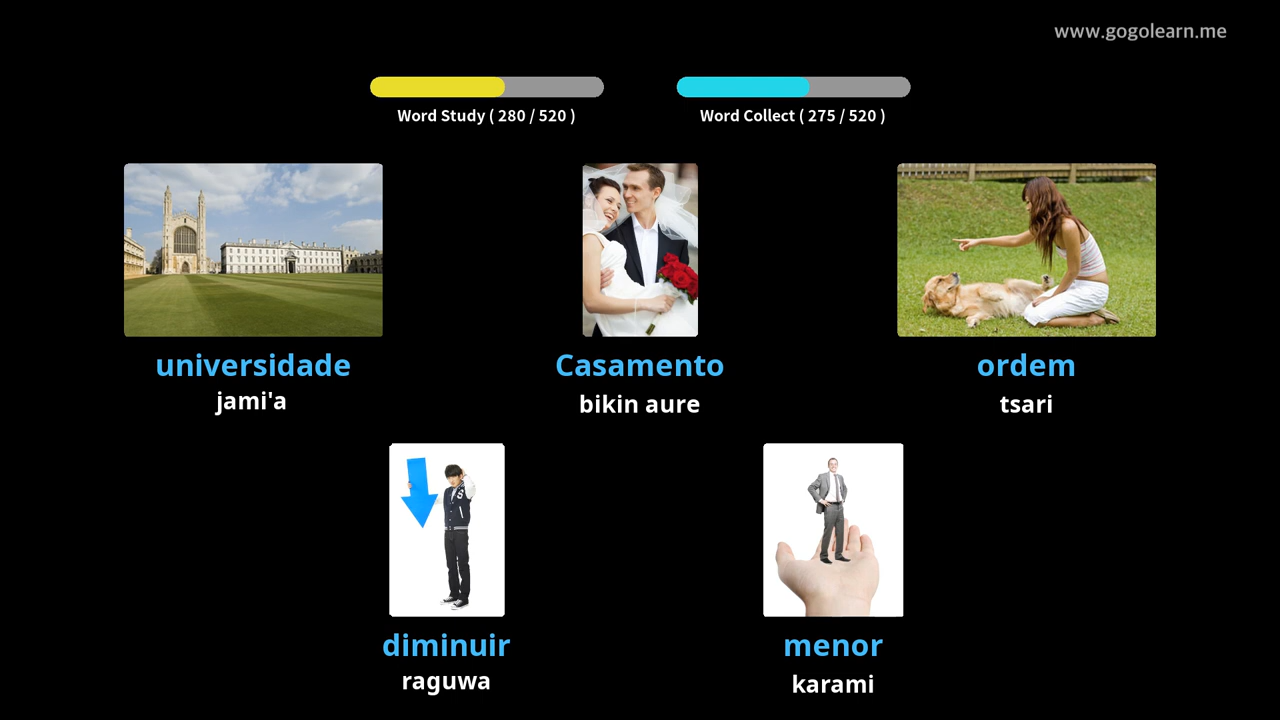 www.gogolearn.me
Word Study ( 280 / 520 )
Word Collect ( 275 / 520 )
universidade
jami'a
Casamento
bikin aure
ordem
tsari
diminuir
raguwa
menor
karami